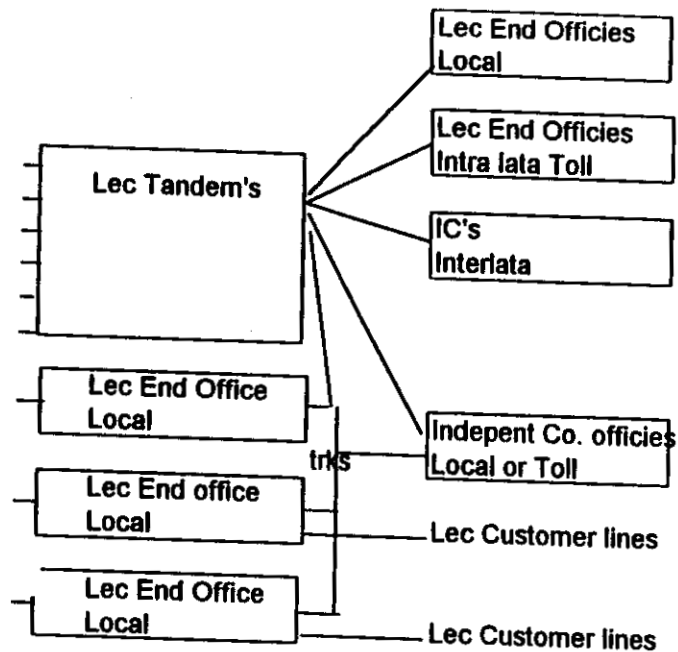 Lec End Officies
Local
Lec End Officies
Intra lata Toll
Lec Tandem's
IC's
Interlata
Lec End Office
Local
Indepent Co. officies
Local or Toll
trks
Lec End office
Local
Lec Customer lines
Lec End Office
Local
Lec Customer lines